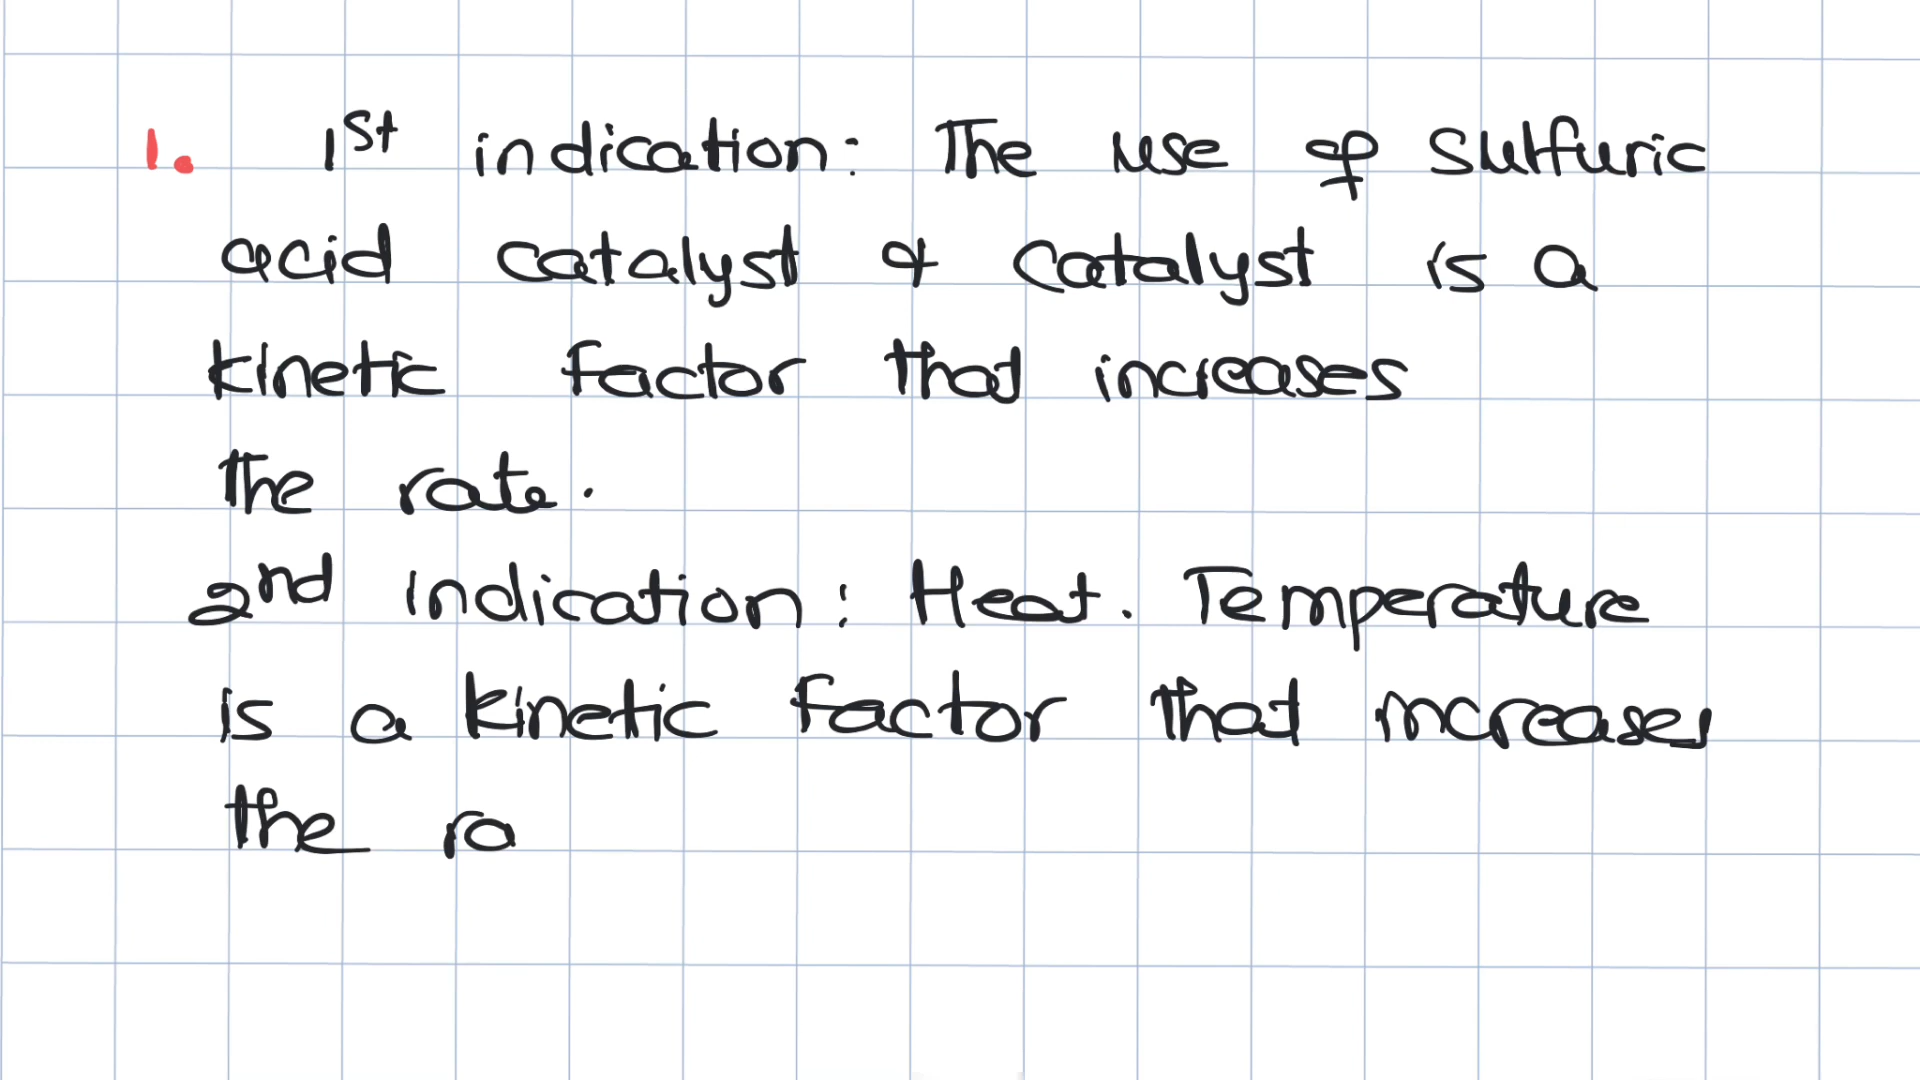 1. 1st indication: The use of Sulfuric
acid catalyst & catalyst is a
kinetic factor that increases
the rate.
2nd indication: Heat. Temperature
is a kinetic factor that increases
the ra